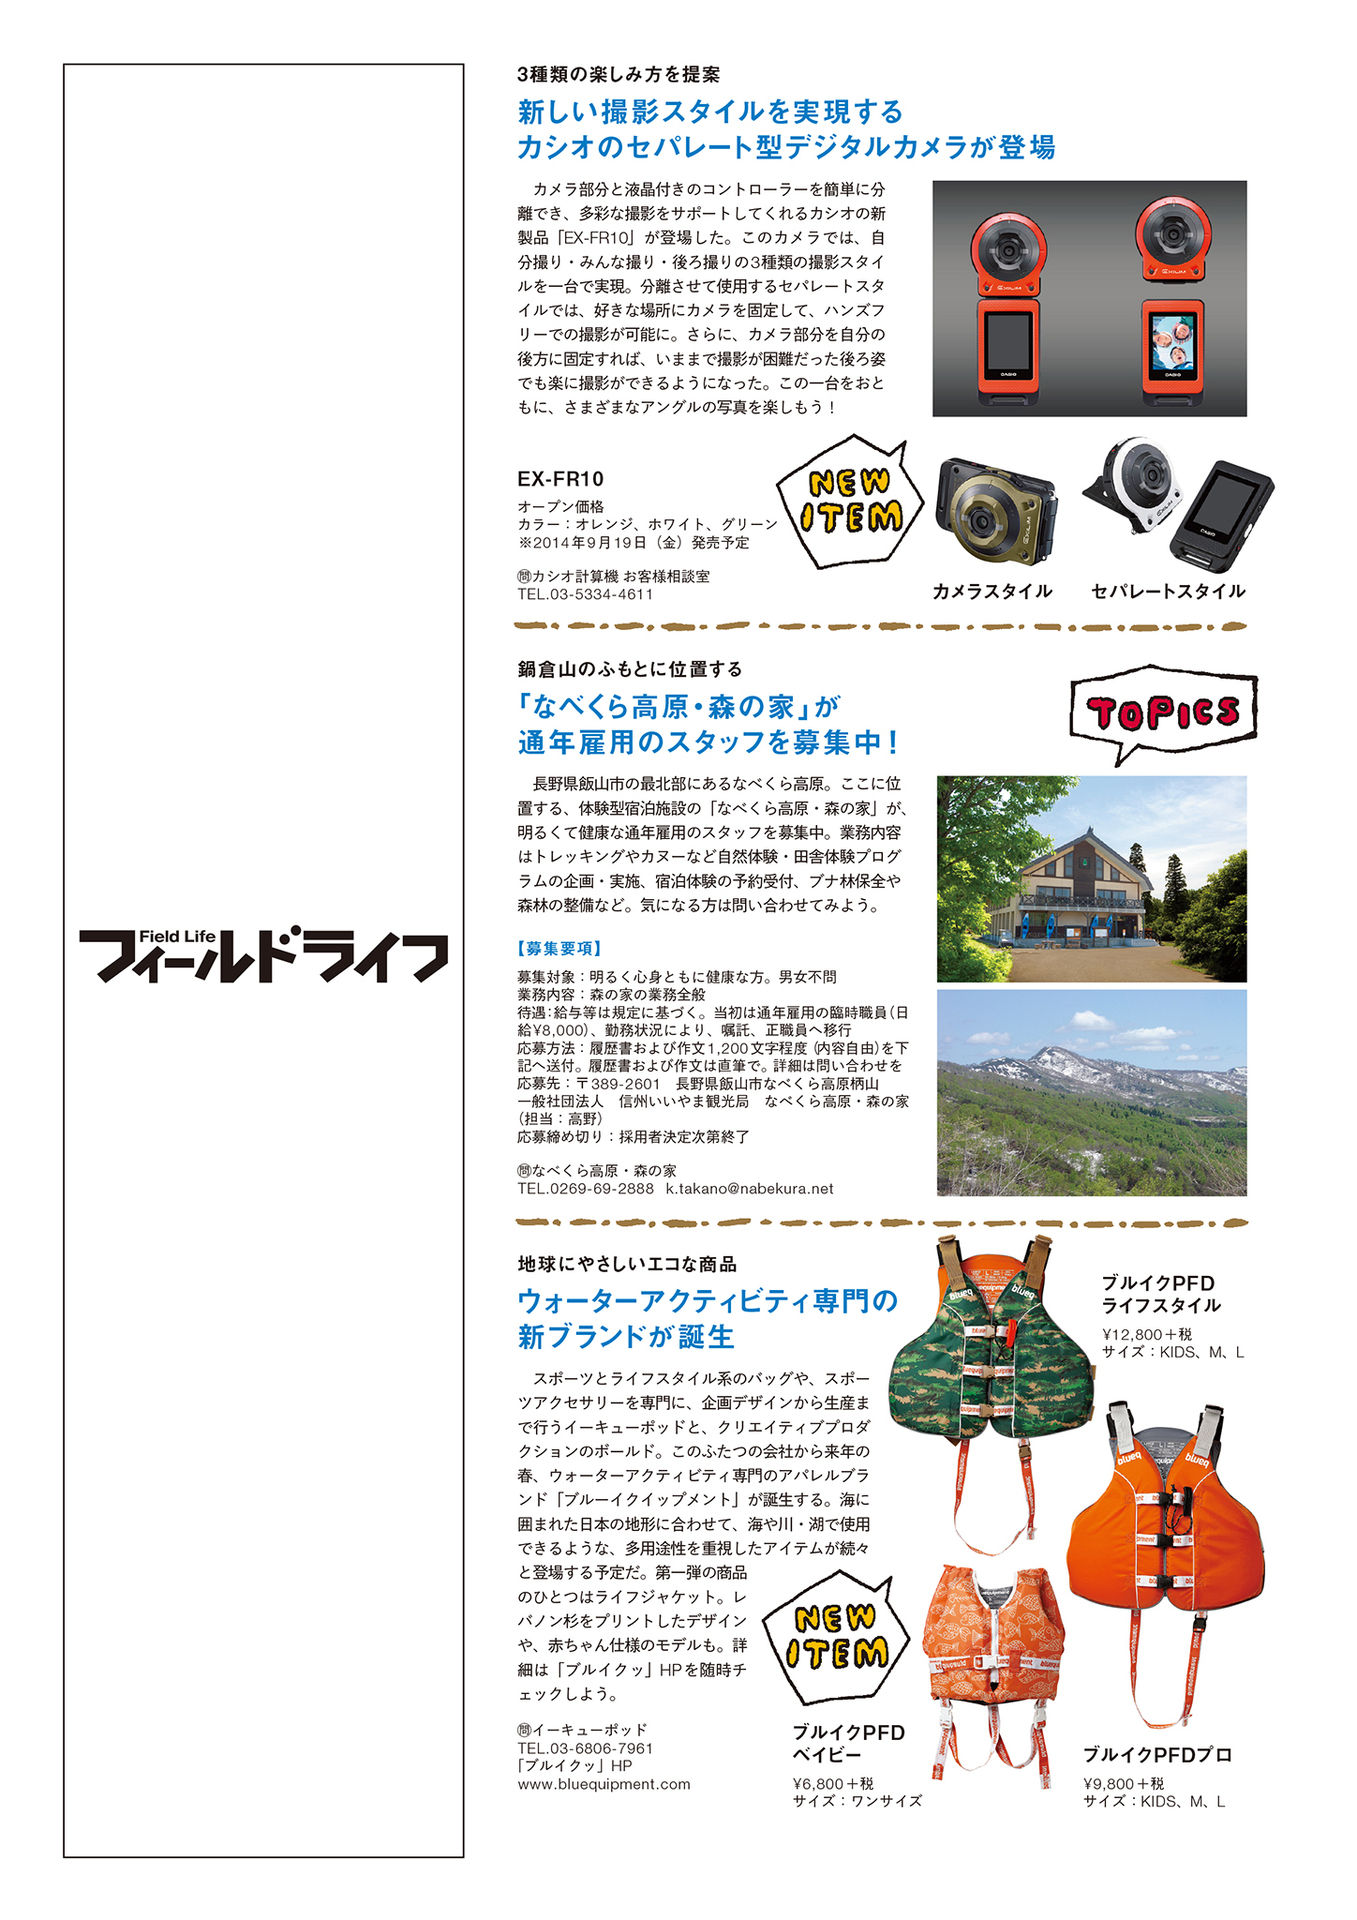 Field Life
フィールドライフ
3種類の楽しみ方を提案
新しい撮影スタイルを実現する
カシオのセパレート型デジタルカメラが登場
カメラ部分と液晶付きのコントローラーを簡単に分
離でき、多彩な撮影をサポートしてくれるカシオの新
製品「EX-FR10」が登場した。このカメラでは、自
分撮り・みんな撮り・後ろ撮りの3種類の撮影スタイ
ルを一台で実現。分離させて使用するセパレートスタ
イルでは、好きな場所にカメラを固定して、ハンズフ
リーでの撮影が可能に。さらに、カメラ部分を自分の
後方に固定すれば、いままで撮影が困難だった後ろ姿
でも楽に撮影ができるようになった。この一台をおと
もに、さまざまなアングルの写真を楽しもう！
EX-FR10
オープン価格
カラー：オレンジ、ホワイト、グリーン
※2014年9月19日（金）発売予定
㉄カシオ計算機 お客様相談室
TEL.03-5334-4611
NEW
ITEM
EXILIM
EXILIM
CASIO
CASIO
EXILIM
EXILIM
CASIO
カメラスタイル
セパレートスタイル
鍋倉山のふもとに位置する
「なべくら高原・森の家」が
通年雇用のスタッフを募集中！
TOPICS
長野県飯山市の最北部にあるなべくら高原。ここに位
置する、体験型宿泊施設の「なべくら高原・森の家」が、
明るくて健康な通年雇用のスタッフを募集中。業務内容
はトレッキングやカヌーなど自然体験・田舎体験プログ
ラムの企画・実施、宿泊体験の予約受付、ブナ林保全や
森林の整備など。気になる方は問い合わせてみよう。
【募集要項】
募集対象：明るく心身ともに健康な方。男女不問
業務内容：森の家の業務全般
待遇：給与等は規定に基づく。当初は通年雇用の臨時職員（日
給¥8,000）、勤務状況により、嘱託、正職員へ移行
応募方法：履歴書および作文1,200文字程度（内容自由）を下
記へ送付。履歴書および作文は直筆で。詳細は問い合わせを
応募先：〒389-2601　長野県飯山市なべくら高原柄山
一般社団法人　信州いいやま観光局　なべくら高原・森の家
（担当：高野）
応募締め切り：採用者決定次第終了
㉄なべくら高原・森の家
TEL.0269-69-2888　k.takano@nabekura.net
地球にやさしいエコな商品
ウォーターアクティビティ専門の
新ブランドが誕生
スポーツとライフスタイル系のバッグや、スポー
ツアクセサリーを専門に、企画デザインから生産ま
で行うイーキューポッドと、クリエイティブプロダ
クションのボールド。このふたつの会社から来年の
春、ウォーターアクティビティ専門のアパレルブラ
ンド「ブルーイクイップメント」が誕生する。海に
囲まれた日本の地形に合わせて、海や川・湖で使用
できるような、多用途性を重視したアイテムが続々
と登場する予定だ。第一弾の商品
のひとつはライフジャケット。レ
バノン杉をプリントしたデザイン
や、赤ちゃん仕様のモデルも。詳
細は「ブルイクッ」HPを随時チ
ェックしよう。
㉄イーキューポッド
TEL.03-6806-7961
「ブルイクッ」HP
www.bluequipment.com
NEW
ITEM
ブルイクPFD
ライフスタイル
¥12,800＋税
サイズ：KIDS、M、L
blueq
blueq
ブルイクPFD
ベイビー
¥6,800＋税
サイズ：ワンサイズ
ブルイクPFDプロ
¥9,800＋税
サイズ：KIDS、M、L